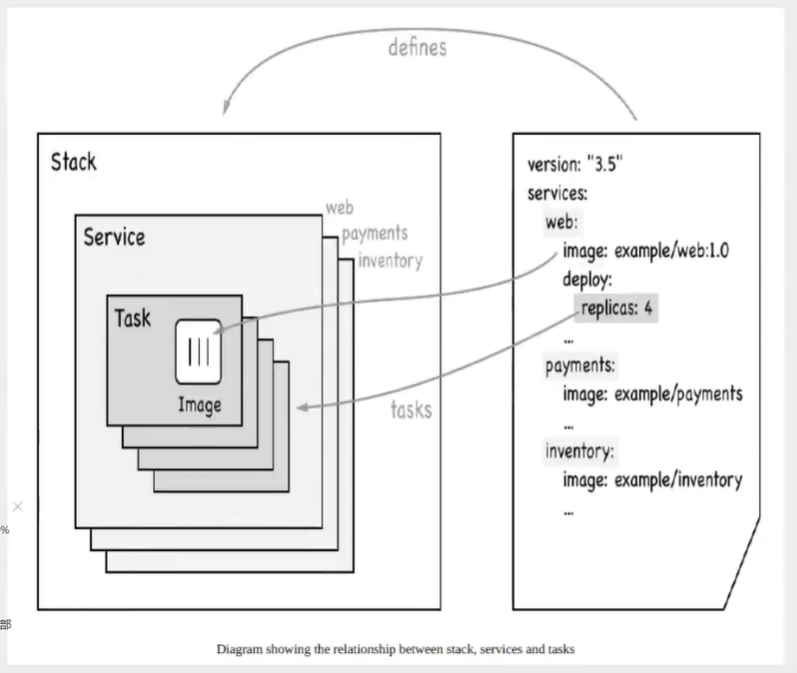 defines
Stack
web
payments
inventory
Service
Task
Image
tasks
version: "3.5"
services:
web:
image: example/web:1.0
deploy:
replicas: 4
...
payments:
image: example/payments
...
inventory:
image: example/inventory
...
%
部
Diagram showing the relationship between stack, services and tasks